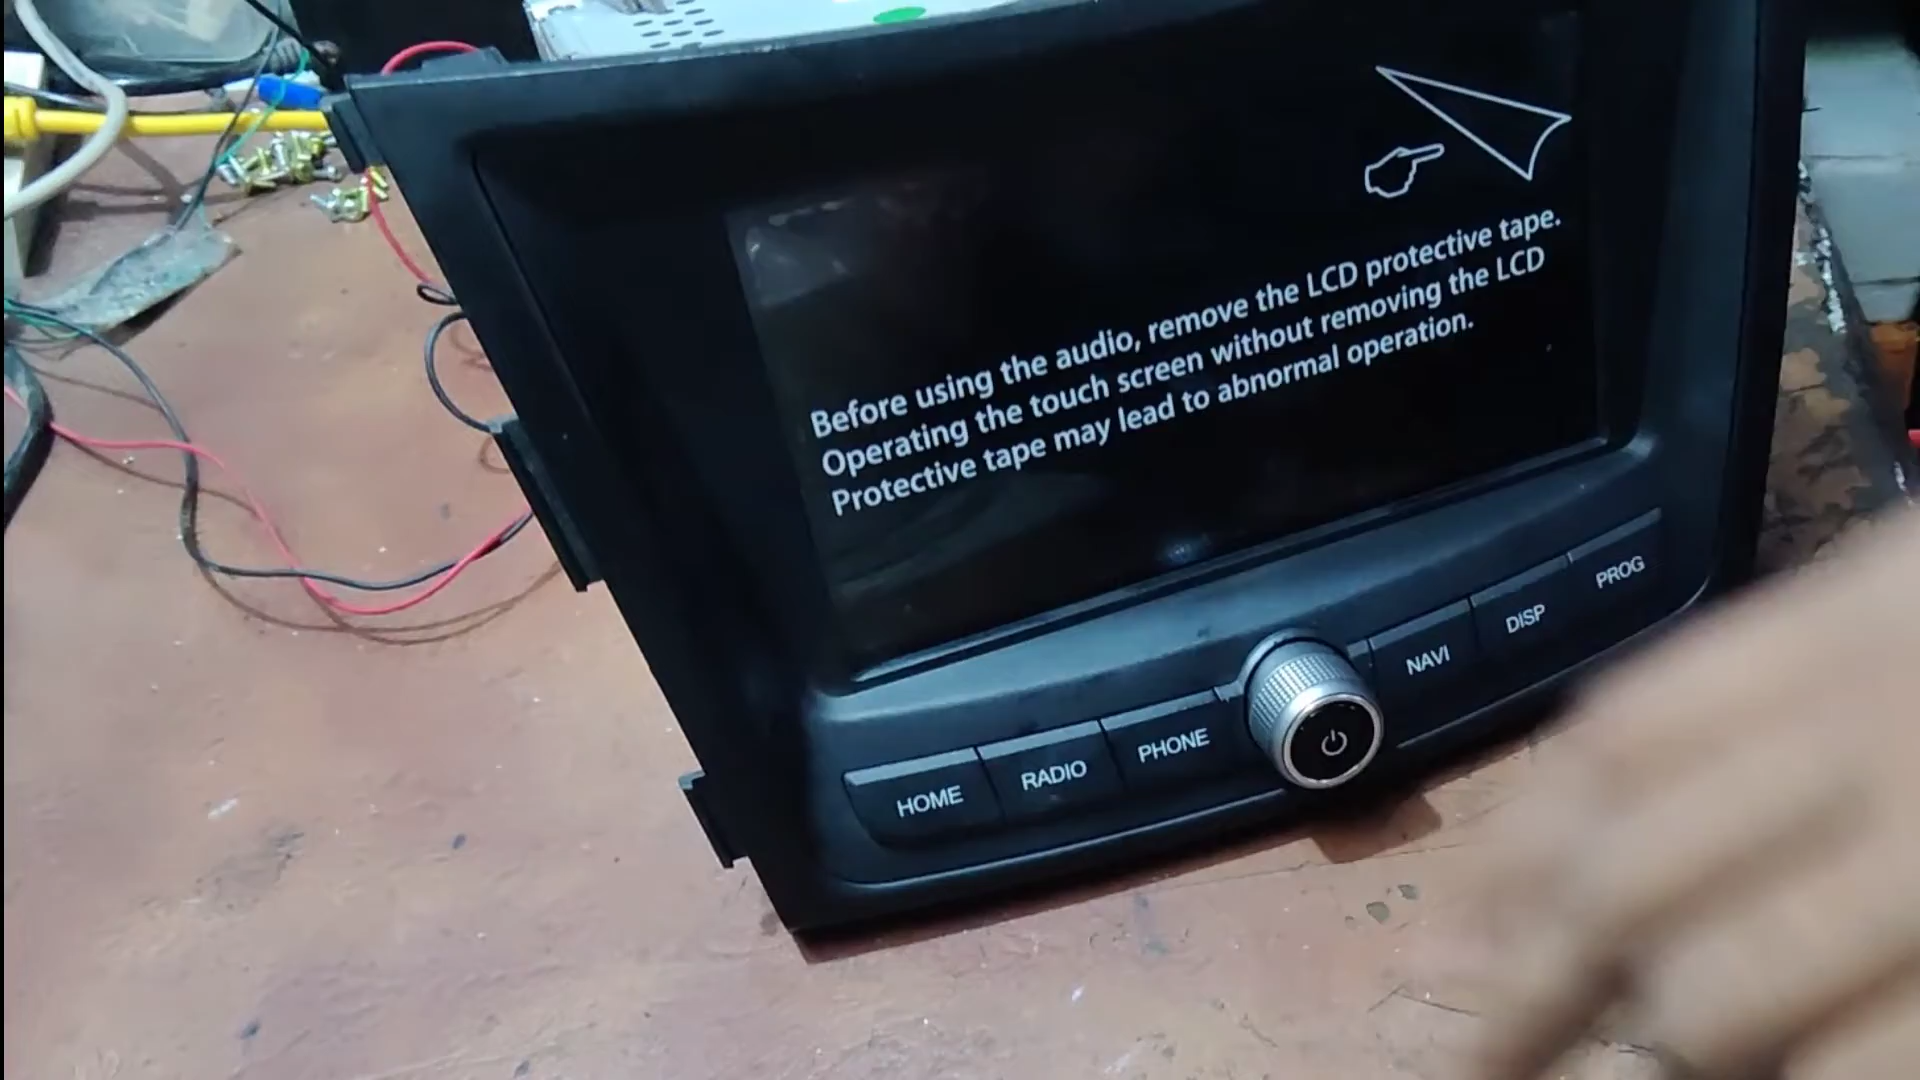 Before using the audio, remove the LCD protective tape.
Operating the touch screen without removing the LCD
Protective tape may lead to abnormal operation.
HOME
RADIO
PHONE
NAVI
DISP
PROG